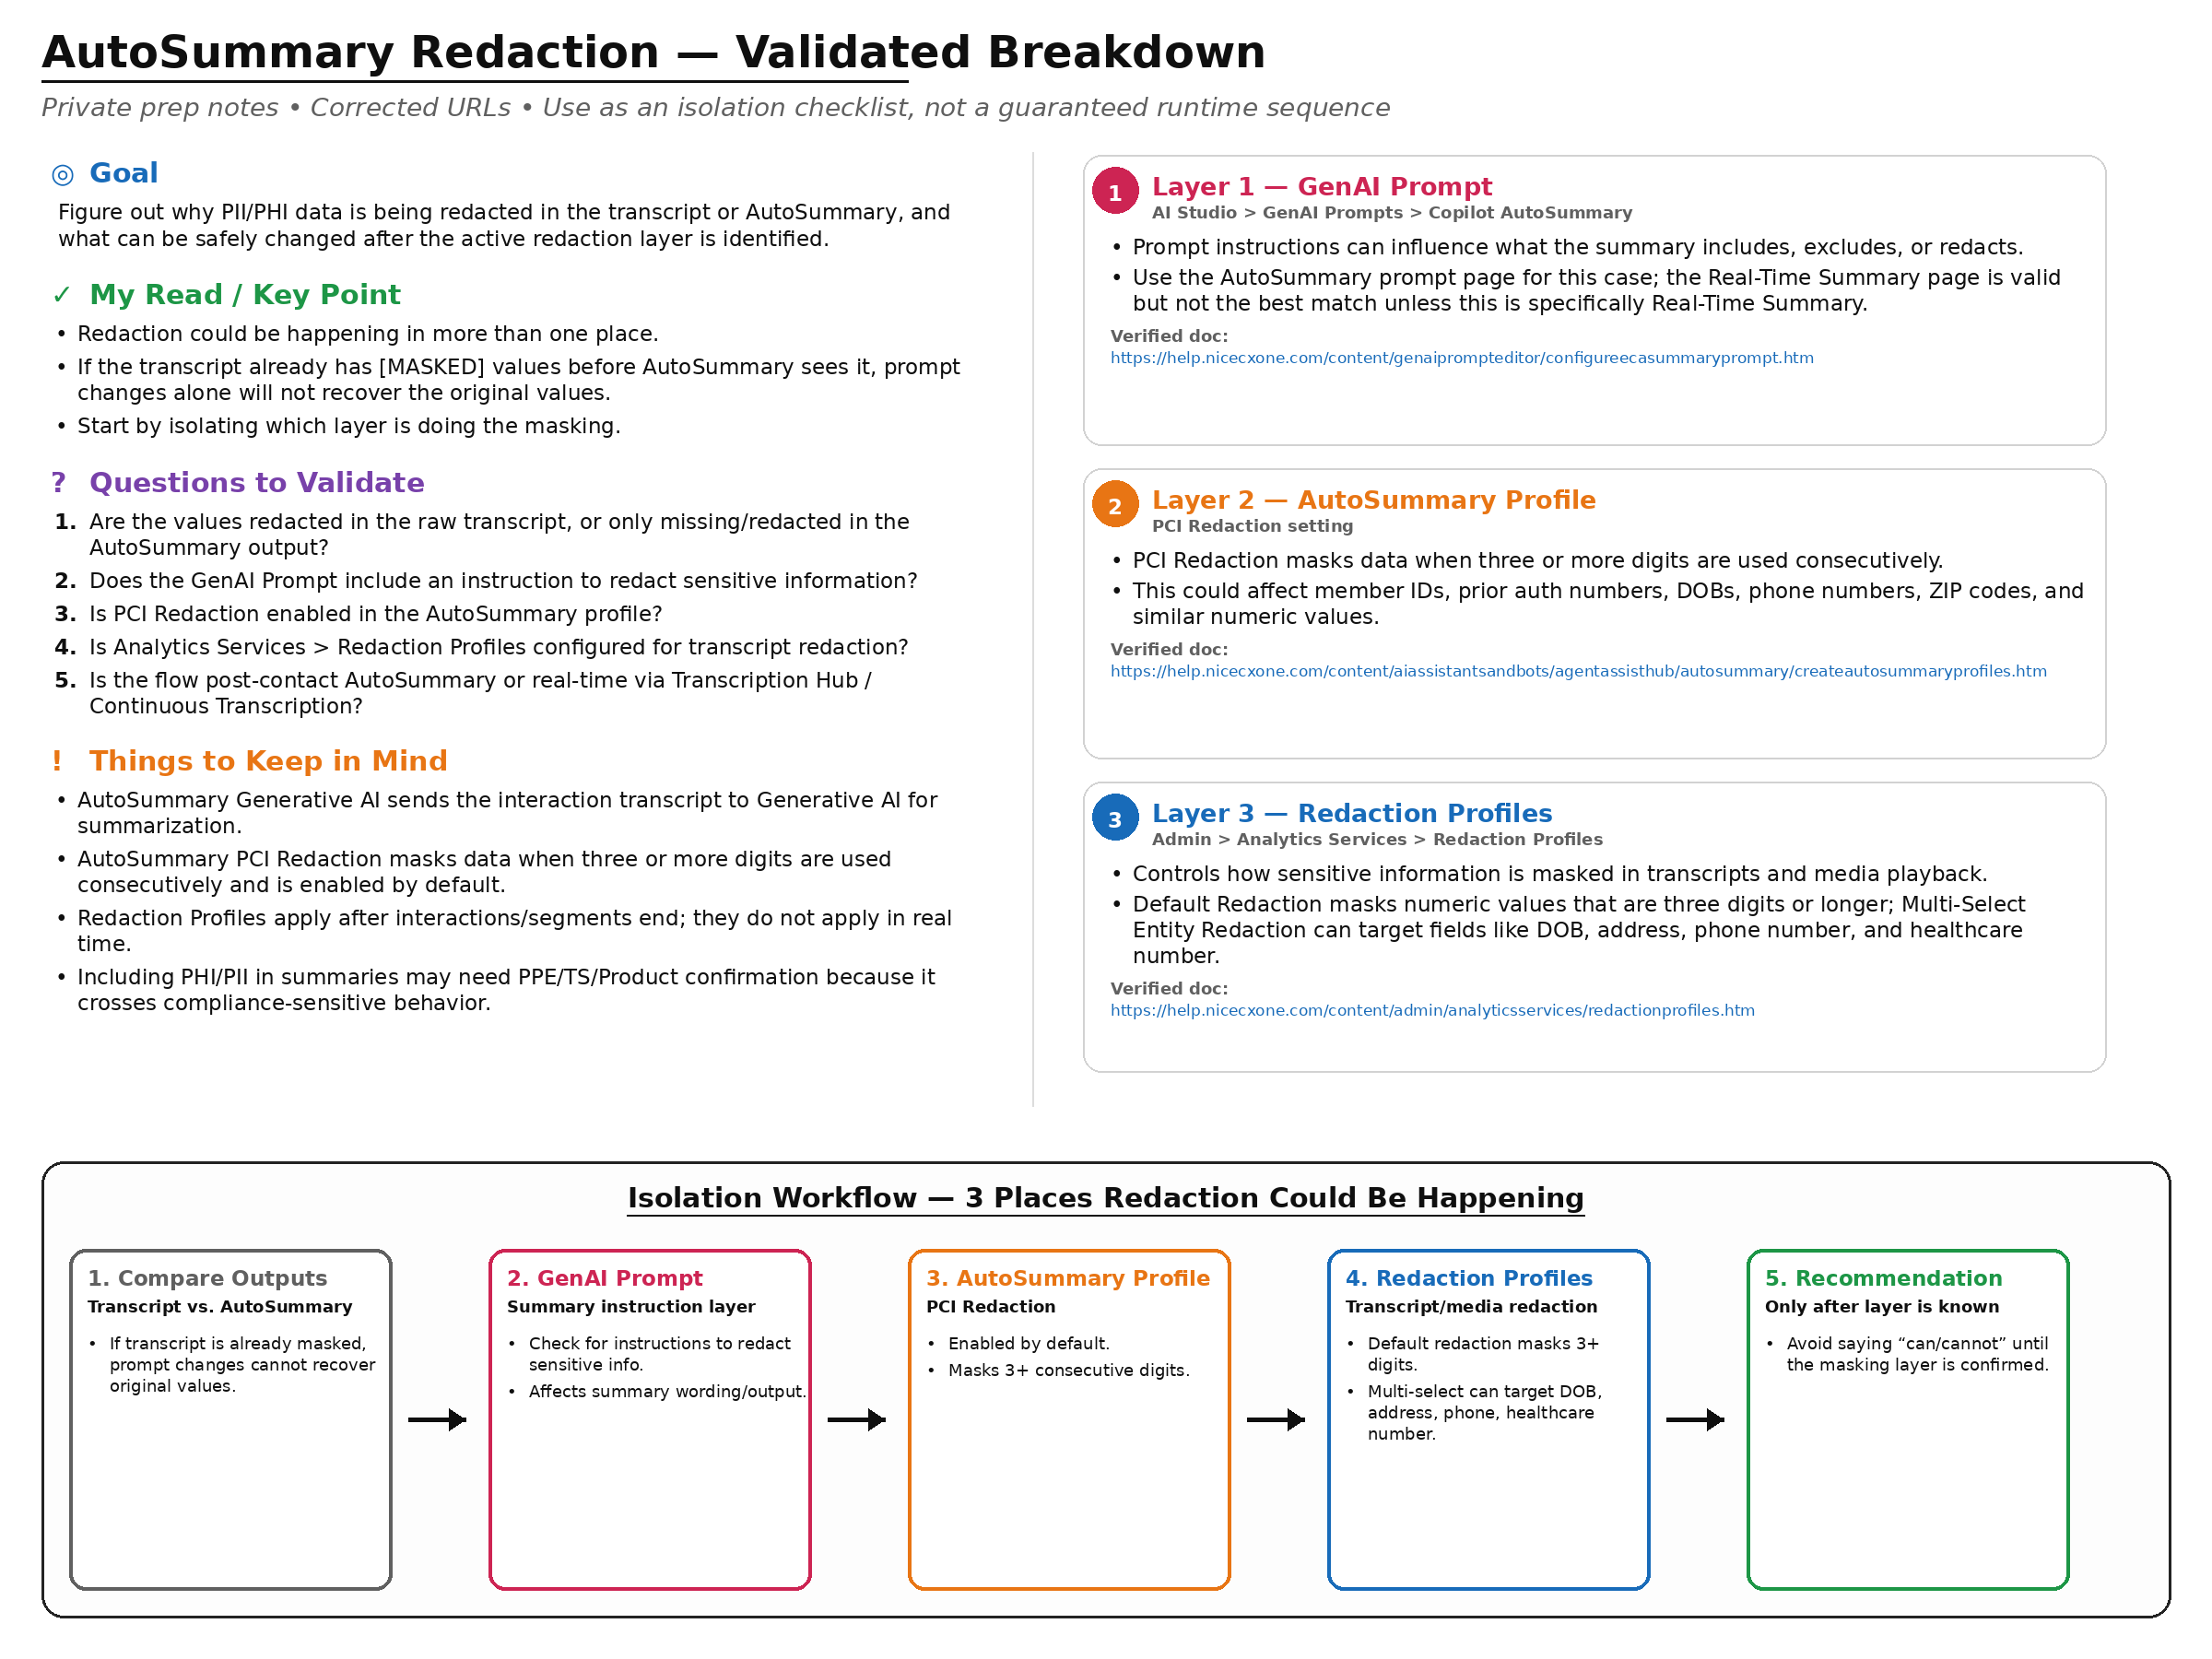 AutoSummary Redaction — Validated Breakdown
Private prep notes • Corrected URLs • Use as an isolation checklist, not a guaranteed runtime sequence
◎ Goal
Figure out why PII/PHI data is being redacted in the transcript or AutoSummary, and
what can be safely changed after the active redaction layer is identified.
✓ My Read / Key Point
• Redaction could be happening in more than one place.
• If the transcript already has [MASKED] values before AutoSummary sees it, prompt
changes alone will not recover the original values.
• Start by isolating which layer is doing the masking.
? Questions to Validate
1. Are the values redacted in the raw transcript, or only missing/redacted in the
AutoSummary output?
2. Does the GenAI Prompt include an instruction to redact sensitive information?
3. Is PCI Redaction enabled in the AutoSummary profile?
4. Is Analytics Services > Redaction Profiles configured for transcript redaction?
5. Is the flow post-contact AutoSummary or real-time via Transcription Hub /
Continuous Transcription?
! Things to Keep in Mind
• AutoSummary Generative AI sends the interaction transcript to Generative AI for
summarization.
• AutoSummary PCI Redaction masks data when three or more digits are used
consecutively and is enabled by default.
• Redaction Profiles apply after interactions/segments end; they do not apply in real
time.
• Including PHI/PII in summaries may need PPE/TS/Product confirmation because it
crosses compliance-sensitive behavior.
1 Layer 1 — GenAI Prompt
AI Studio > GenAI Prompts > Copilot AutoSummary
• Prompt instructions can influence what the summary includes, excludes, or redacts.
• Use the AutoSummary prompt page for this case; the Real-Time Summary page is valid
but not the best match unless this is specifically Real-Time Summary.
Verified doc:
https://help.nicecxone.com/content/genaiprompteditor/configureecasummaryprompt.htm
2 Layer 2 — AutoSummary Profile
PCI Redaction setting
• PCI Redaction masks data when three or more digits are used consecutively.
• This could affect member IDs, prior auth numbers, DOBs, phone numbers, ZIP codes, and
similar numeric values.
Verified doc:
https://help.nicecxone.com/content/aiassistantsandbots/agentassisthub/autosummary/createautosummaryprofiles.htm
3 Layer 3 — Redaction Profiles
Admin > Analytics Services > Redaction Profiles
• Controls how sensitive information is masked in transcripts and media playback.
• Default Redaction masks numeric values that are three digits or longer; Multi-Select
Entity Redaction can target fields like DOB, address, phone number, and healthcare
number.
Verified doc:
https://help.nicecxone.com/content/admin/analyticsservices/redactionprofiles.htm
Isolation Workflow — 3 Places Redaction Could Be Happening
1. Compare Outputs
Transcript vs. AutoSummary
• If transcript is already masked,
prompt changes cannot recover
original values.
2. GenAI Prompt
Summary instruction layer
• Check for instructions to redact
sensitive info.
• Affects summary wording/output.
3. AutoSummary Profile
PCI Redaction
• Enabled by default.
• Masks 3+ consecutive digits.
4. Redaction Profiles
Transcript/media redaction
• Default redaction masks 3+
digits.
• Multi-select can target DOB,
address, phone, healthcare
number.
5. Recommendation
Only after layer is known
• Avoid saying “can/cannot” until
the masking layer is confirmed.